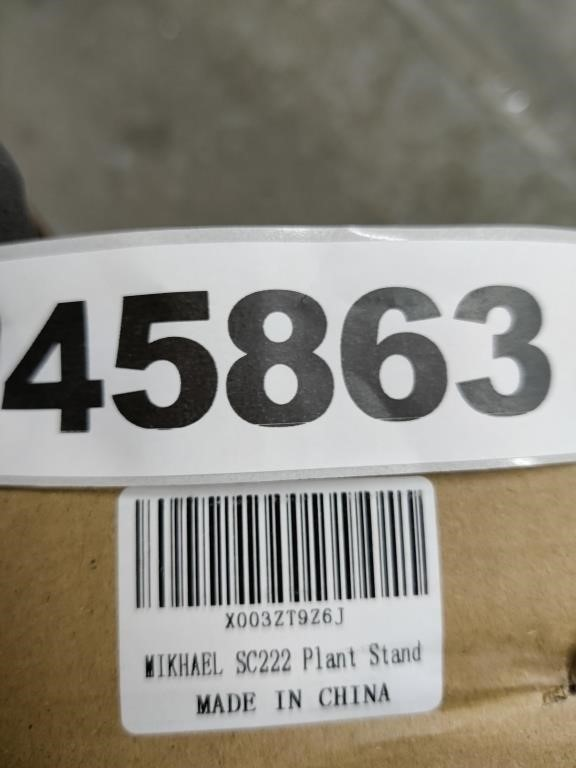 45863
X003ZT9Z6J
MIKHAEL SC222 Plant Stand
MADE IN CHINA